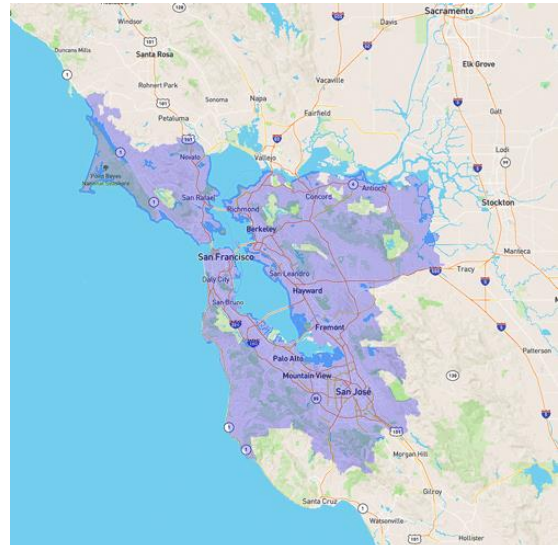 Windsor
Sacramento
Davis
Duncans Mills
Santa Rosa
Elk Grove
Vacaville
Rohnert Park
Sonoma
Napa
Fairfield
Galt
Petaluma
Lodi
Vallejo
Novato
Point Reyes
National Seashore
San Rafael
Concord
Antioch
Stockton
Richmond
Berkeley
Manteca
San Francisco
Tracy
San Leandro
Daly City
Hayward
San Bruno
Fremont
Patterson
Palo Alto
Mountain View
San José
Morgan Hill
Gilroy
Santa Cruz
Watsonville
Hollister